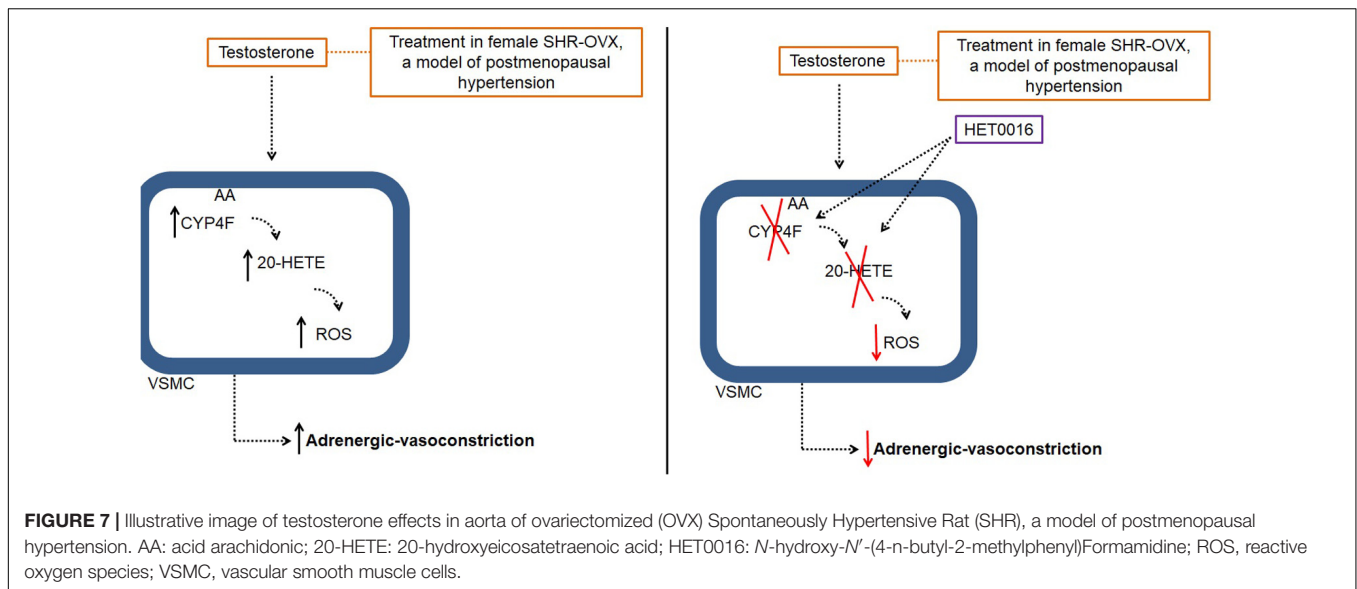 Testosterone
Treatment in female SHR-OVX,
a model of postmenopausal
hypertension
AA
CYP4F
20-HETE
ROS
VSMC
Adrenergic-vasoconstriction
Testosterone
Treatment in female SHR-OVX,
a model of postmenopausal
hypertension
HET0016
AA
CYP4F
20-HETE
ROS
VSMC
Adrenergic-vasoconstriction
FIGURE 7 | Illustrative image of testosterone effects in aorta of ovariectomized (OVX) Spontaneously Hypertensive Rat (SHR), a model of postmenopausal
hypertension. AA: acid arachidonic; 20-HETE: 20-hydroxyeicosatetraenoic acid; HET0016: N-hydroxy-N′-(4-n-butyl-2-methylphenyl)Formamidine; ROS, reactive
oxygen species; VSMC, vascular smooth muscle cells.